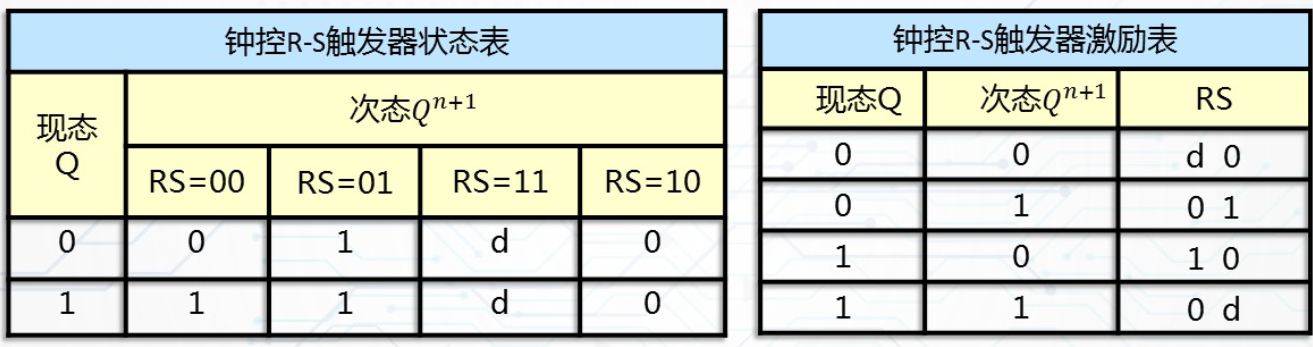 钟控R-S触发器状态表
现态Q 次态Q^{n+1}
RS=00 RS=01 RS=11 RS=10
0 0 1 d 0
1 1 1 d 0
钟控R-S触发器激励表
现态Q 次态Q^{n+1} RS
0 0 d 0
0 1 0 1
1 0 1 0
1 1 0 d